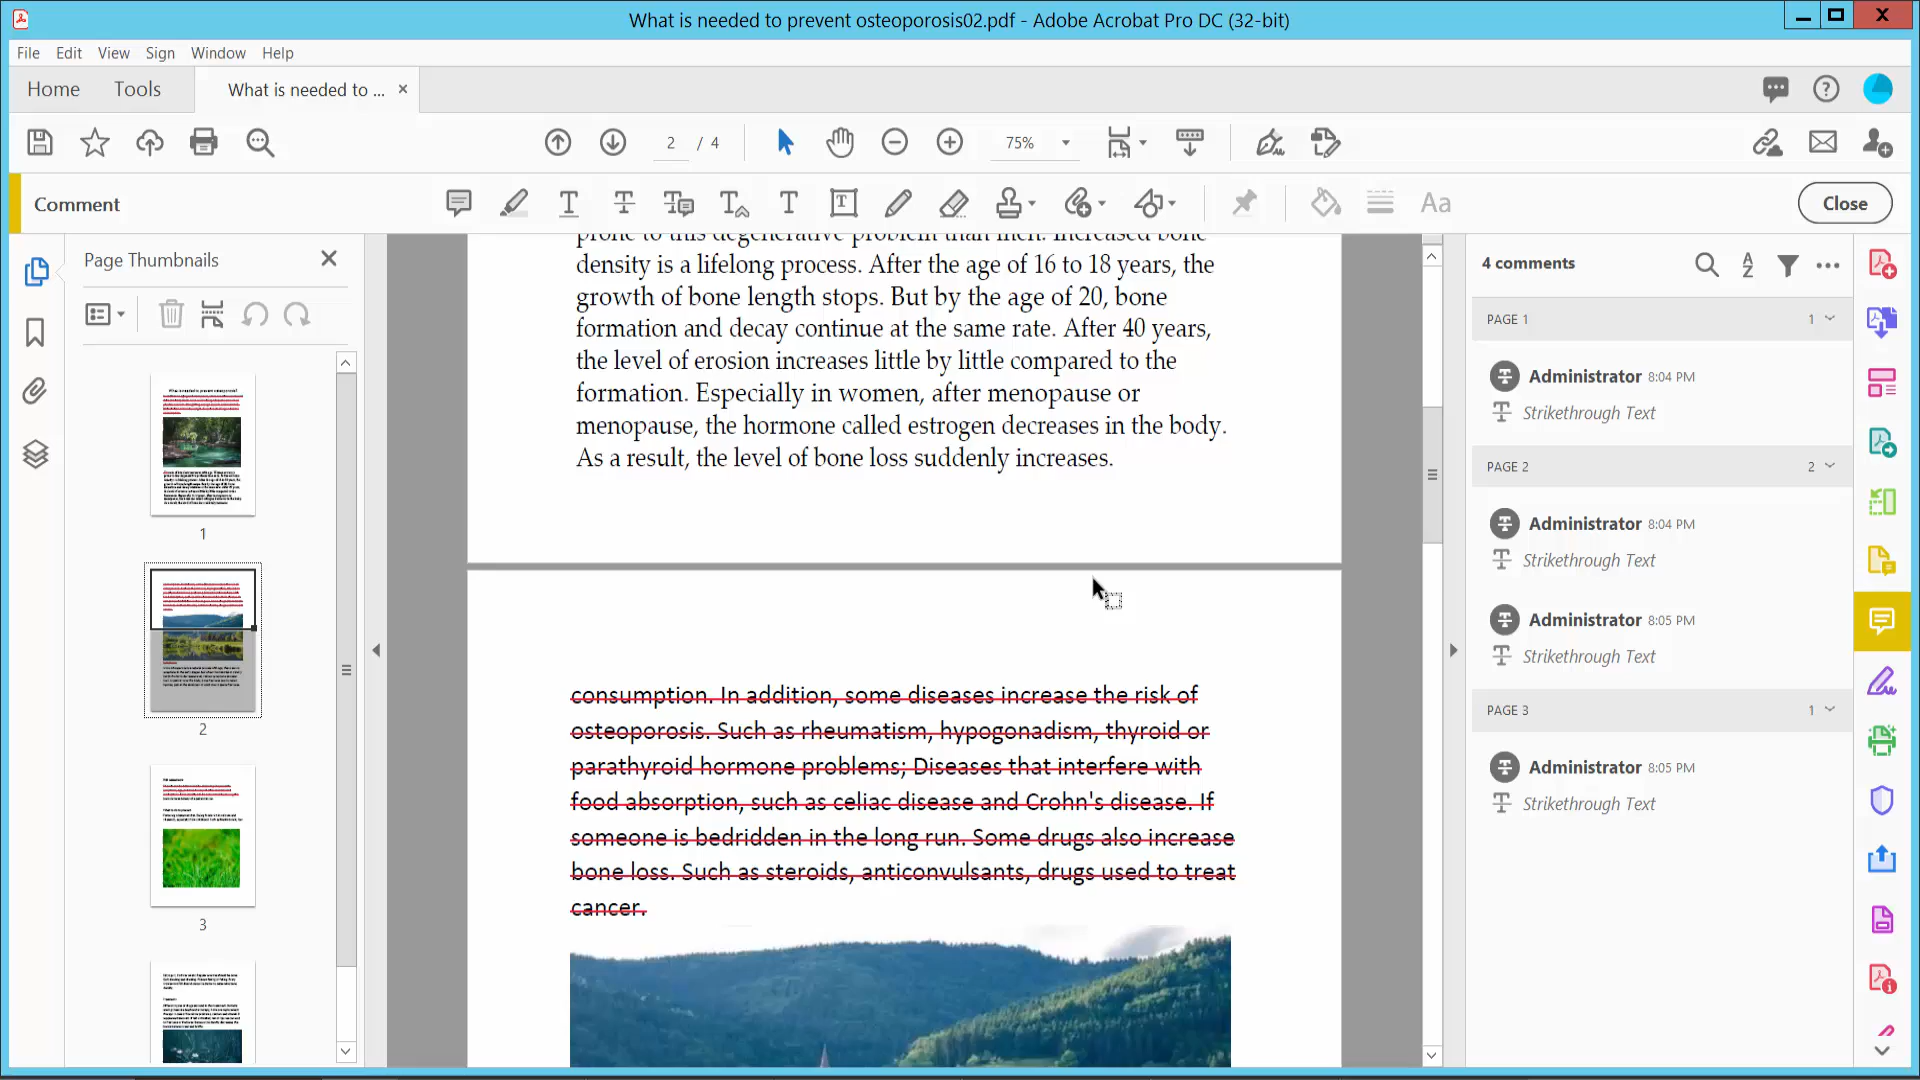 What is needed to prevent osteoporosis02.pdf - Adobe Acrobat Pro DC (32-bit)
File Edit View Sign Window Help
Home Tools What is needed to ... ×
2 / 4 75%
Comment
Aa
Close
Page Thumbnails
1
2
3
prone to this degenerative problem than men. Increased bone
density is a lifelong process. After the age of 16 to 18 years, the
growth of bone length stops. But by the age of 20, bone
formation and decay continue at the same rate. After 40 years,
the level of erosion increases little by little compared to the
formation. Especially in women, after menopause or
menopause, the hormone called estrogen decreases in the body.
As a result, the level of bone loss suddenly increases.
consumption. In addition, some diseases increase the risk of
osteoporosis. Such as rheumatism, hypogonadism, thyroid or
parathyroid hormone problems; Diseases that interfere with
food absorption, such as celiac disease and Crohn's disease. If
someone is bedridden in the long run. Some drugs also increase
bone loss. Such as steroids, anticonvulsants, drugs used to treat
cancer.
4 comments
PAGE 1 1
Administrator 8:04 PM
Strikethrough Text
PAGE 2 2
Administrator 8:04 PM
Strikethrough Text
Administrator 8:05 PM
Strikethrough Text
PAGE 3 1
Administrator 8:05 PM
Strikethrough Text